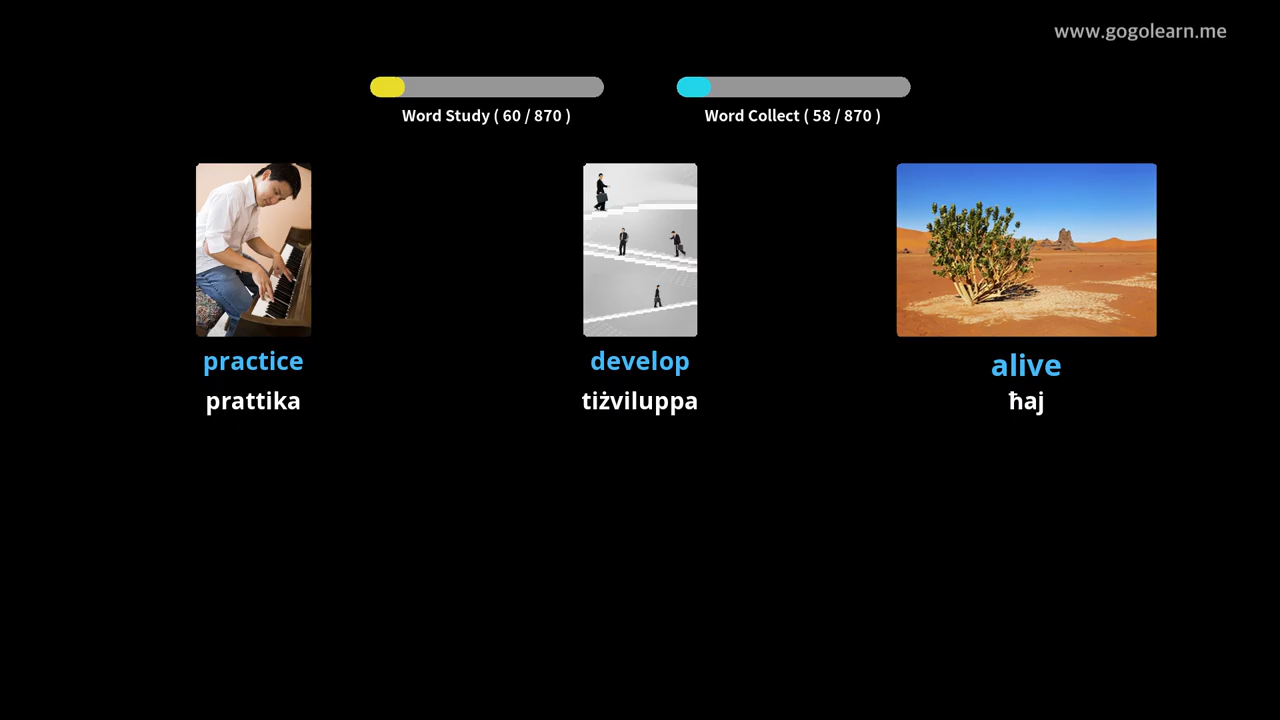 www.gogolearn.me
Word Study ( 60 / 870 )
Word Collect ( 58 / 870 )
practice
prattika
develop
tiżviluppa
alive
ħaj